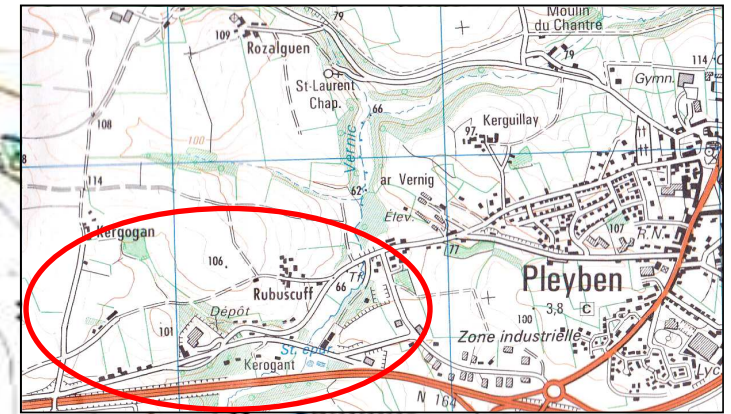 79
Moulin
du Chantre
109
Rozalguen
79
114
Gymn.
St-Laurent
Chap.
66
108
Kerguillay
97
100
Vernic
8
114
62
ar Vernig
Élev.
Kergogan
107
R.N.
77
106
Pleyben
Rubuscuff
66
3,8 C
Dépôt
100
101
Zone industrielle
St. épur.
Kerogant
Lyc
N 164